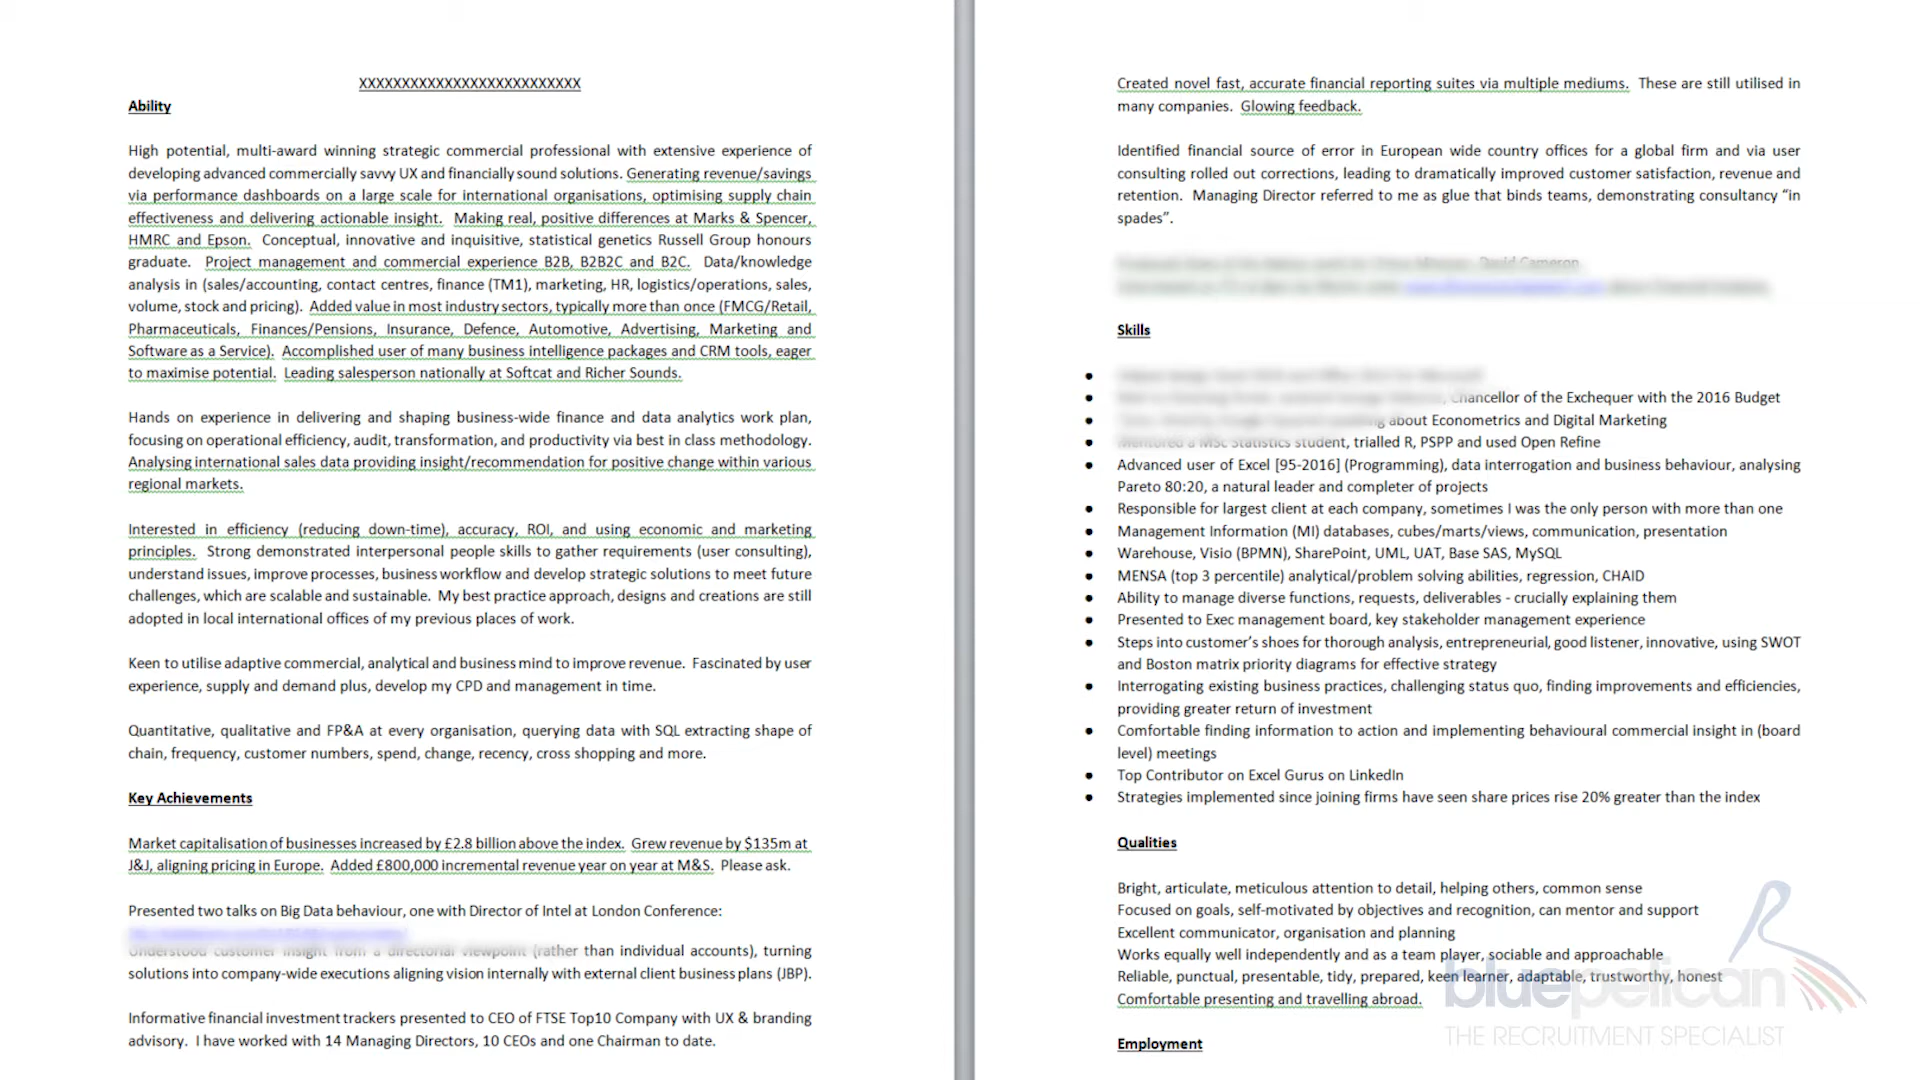 XXXXXXXXXXXXXXXXXXXXXXXXXX
Ability
High potential, multi-award winning strategic commercial professional with extensive experience of
developing advanced commercially savvy UX and financially sound solutions. Generating revenue/savings
via performance dashboards on a large scale for international organisations, optimising supply chain
effectiveness and delivering actionable insight. Making real, positive differences at Marks & Spencer,
HMRC and Epson. Conceptual, innovative and inquisitive, statistical genetics Russell Group honours
graduate. Project management and commercial experience B2B, B2B2C and B2C. Data/knowledge
analysis in (sales/accounting, contact centres, finance (TM1), marketing, HR, logistics/operations, sales,
volume, stock and pricing). Added value in most industry sectors, typically more than once (FMCG/Retail,
Pharmaceuticals, Finances/Pensions, Insurance, Defence, Automotive, Advertising, Marketing and
Software as a Service). Accomplished user of many business intelligence packages and CRM tools, eager
to maximise potential. Leading salesperson nationally at Softcat and Richer Sounds.
Hands on experience in delivering and shaping business-wide finance and data analytics work plan,
focusing on operational efficiency, audit, transformation, and productivity via best in class methodology.
Analysing international sales data providing insight/recommendation for positive change within various
regional markets.
Interested in efficiency (reducing down-time), accuracy, ROI, and using economic and marketing
principles. Strong demonstrated interpersonal people skills to gather requirements (user consulting),
understand issues, improve processes, business workflow and develop strategic solutions to meet future
challenges, which are scalable and sustainable. My best practice approach, designs and creations are still
adopted in local international offices of my previous places of work.
Keen to utilise adaptive commercial, analytical and business mind to improve revenue. Fascinated by user
experience, supply and demand plus, develop my CPD and management in time.
Quantitative, qualitative and FP&A at every organisation, querying data with SQL extracting shape of
chain, frequency, customer numbers, spend, change, recency, cross shopping and more.
Key Achievements
Market capitalisation of businesses increased by £2.8 billion above the index. Grew revenue by $135m at
J&J, aligning pricing in Europe. Added £800,000 incremental revenue year on year at M&S. Please ask.
Presented two talks on Big Data behaviour, one with Director of Intel at London Conference:
Understood customer insight from a directorial viewpoint (rather than individual accounts), turning
solutions into company-wide executions aligning vision internally with external client business plans (JBP).
Informative financial investment trackers presented to CEO of FTSE Top10 Company with UX & branding
advisory. I have worked with 14 Managing Directors, 10 CEOs and one Chairman to date.
Created novel fast, accurate financial reporting suites via multiple mediums. These are still utilised in
many companies. Glowing feedback.
Identified financial source of error in European wide country offices for a global firm and via user
consulting rolled out corrections, leading to dramatically improved customer satisfaction, revenue and
retention. Managing Director referred to me as glue that binds teams, demonstrating consultancy “in
spades”.
David Cameron
Skills
• 
• Chancellor of the Exchequer with the 2016 Budget
• about Econometrics and Digital Marketing
• Mentored a MSc Statistics student, trialled R, PSPP and used Open Refine
• Advanced user of Excel [95-2016] (Programming), data interrogation and business behaviour, analysing
Pareto 80:20, a natural leader and completer of projects
• Responsible for largest client at each company, sometimes I was the only person with more than one
• Management Information (MI) databases, cubes/marts/views, communication, presentation
• Warehouse, Visio (BPMN), SharePoint, UML, UAT, Base SAS, MySQL
• MENSA (top 3 percentile) analytical/problem solving abilities, regression, CHAID
• Ability to manage diverse functions, requests, deliverables - crucially explaining them
• Presented to Exec management board, key stakeholder management experience
• Steps into customer’s shoes for thorough analysis, entrepreneurial, good listener, innovative, using SWOT
and Boston matrix priority diagrams for effective strategy
• Interrogating existing business practices, challenging status quo, finding improvements and efficiencies,
providing greater return of investment
• Comfortable finding information to action and implementing behavioural commercial insight in (board
level) meetings
• Top Contributor on Excel Gurus on LinkedIn
• Strategies implemented since joining firms have seen share prices rise 20% greater than the index
Qualities
Bright, articulate, meticulous attention to detail, helping others, common sense
Focused on goals, self-motivated by objectives and recognition, can mentor and support
Excellent communicator, organisation and planning
Works equally well independently and as a team player, sociable and approachable
Reliable, punctual, presentable, tidy, prepared, keen learner, adaptable, trustworthy, honest
Comfortable presenting and travelling abroad.
Employment
bluepelican
THE RECRUITMENT SPECIALIST